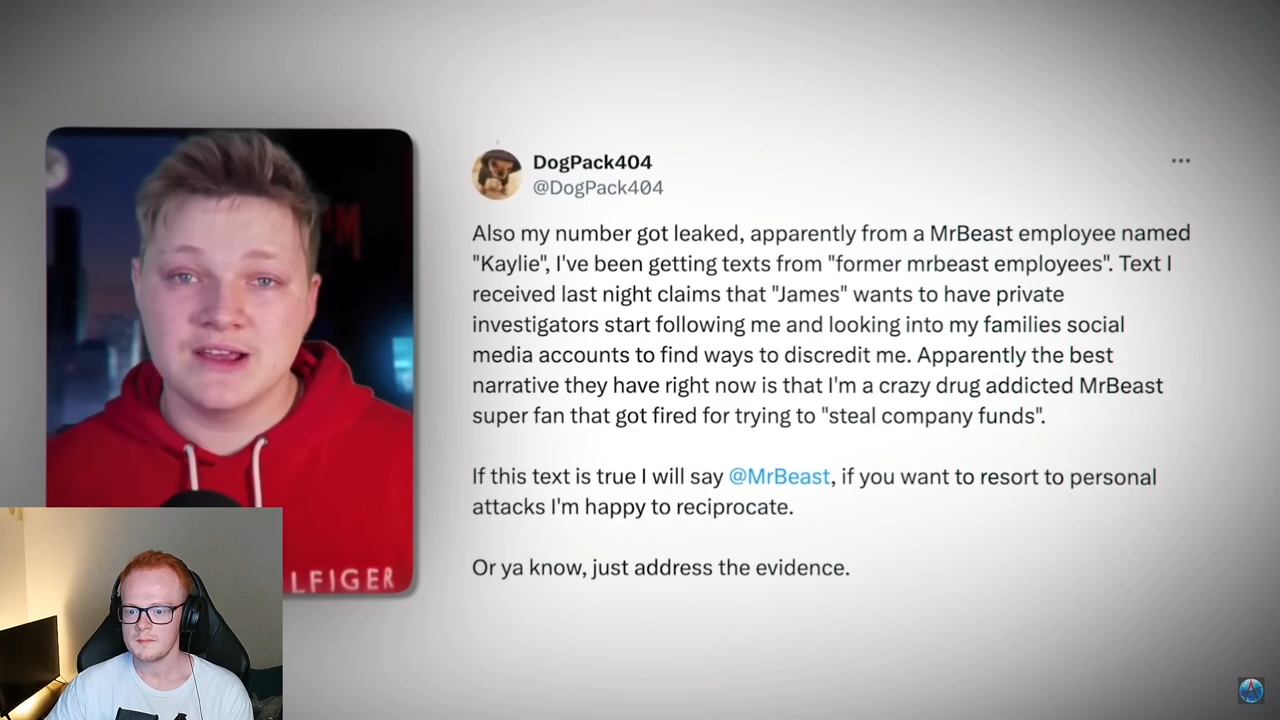 DogPack404
@DogPack404
Also my number got leaked, apparently from a MrBeast employee named
"Kaylie", I've been getting texts from "former mrbeast employees". Text I
received last night claims that "James" wants to have private
investigators start following me and looking into my families social
media accounts to find ways to discredit me. Apparently the best
narrative they have right now is that I'm a crazy drug addicted MrBeast
super fan that got fired for trying to "steal company funds".
If this text is true I will say @MrBeast, if you want to resort to personal
attacks I'm happy to reciprocate.
Or ya know, just address the evidence.
LFIGER